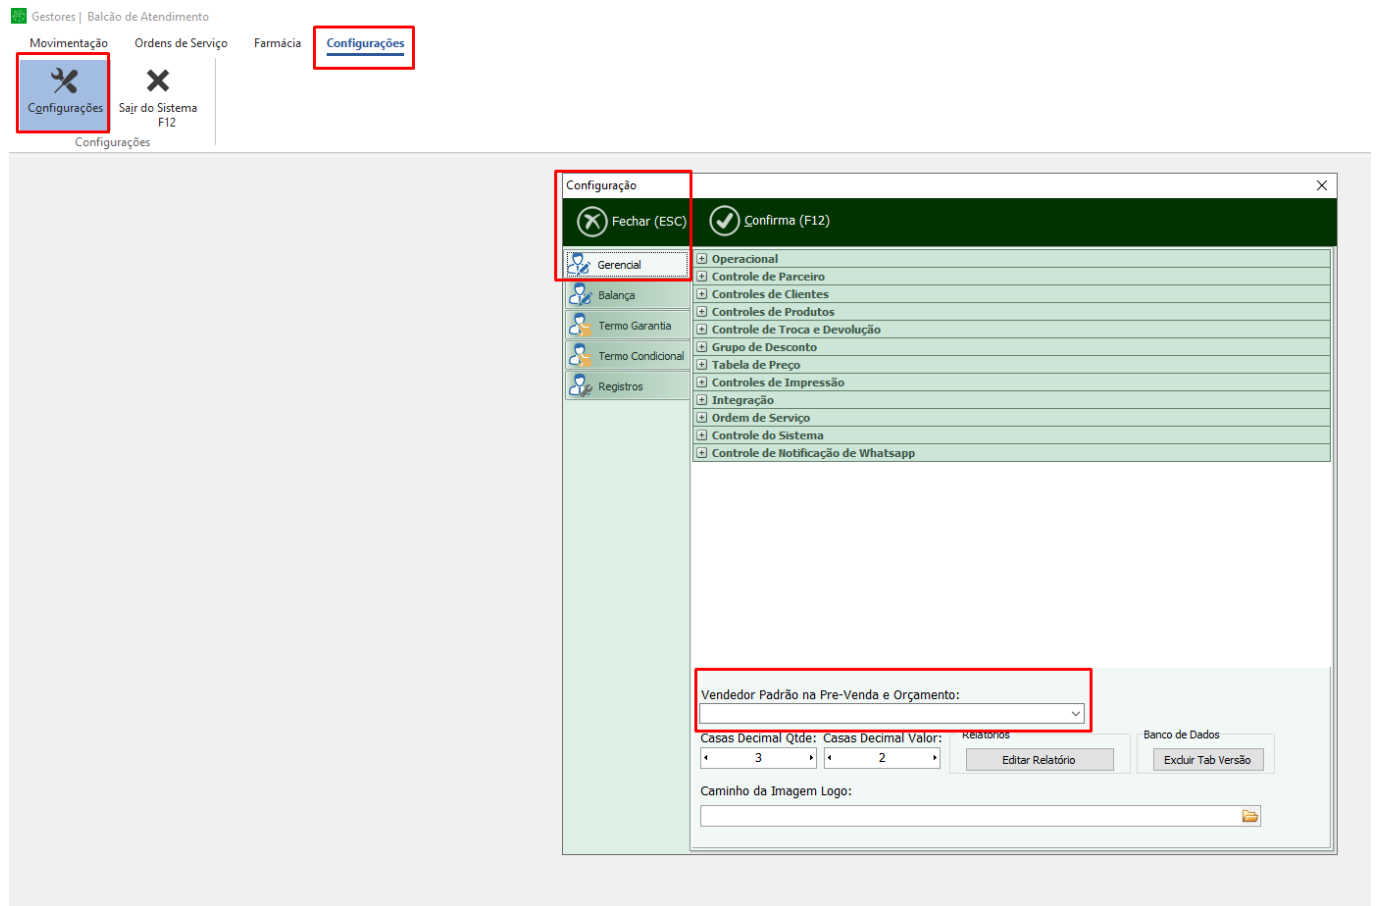 Gestores | Balcão de Atendimento
Movimentação Ordens de Serviço Farmácia Configurações
Configurações Sair do Sistema
F12
Configurações
Configuração
Fechar (ESC) Confirma (F12)
Gerencial
Balança
Termo Garantia
Termo Condicional
Registros
Operacional
Controle de Parceiro
Controles de Clientes
Controles de Produtos
Controle de Troca e Devolução
Grupo de Desconto
Tabela de Preço
Controles de Impressão
Integração
Ordem de Serviço
Controle do Sistema
Controle de Notificação de Whatsapp
Vendedor Padrão na Pre-Venda e Orçamento:
Casas Decimal Qtde: Casas Decimal Valor: Relatórios Banco de Dados
3 2 Editar Relatório Excluir Tab Versão
Caminho da Imagem Logo: